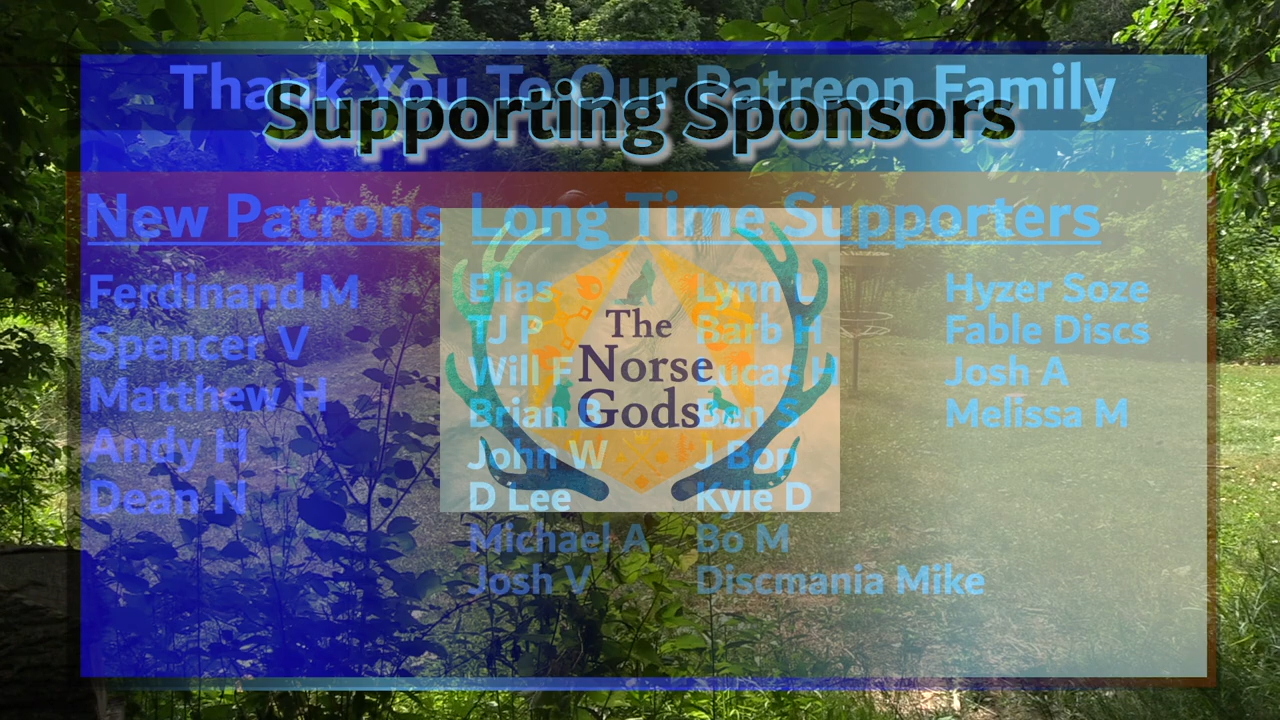 Thank You To Our Patreon Family
Supporting Sponsors
New Patrons
Ferdinand M
Spencer V
Matthew H
Andy H
Dean N
Long Time Supporters
Elias
TJ P
Will F
Brian B
John W
D Lee
Michael A
Josh V
Lynn U
Barb H
Lucas H
Ben S
J Bop
Kyle D
Bo M
Discmania Mike
Hyzer Soze
Fable Discs
Josh A
Melissa M
The
Norse
Gods